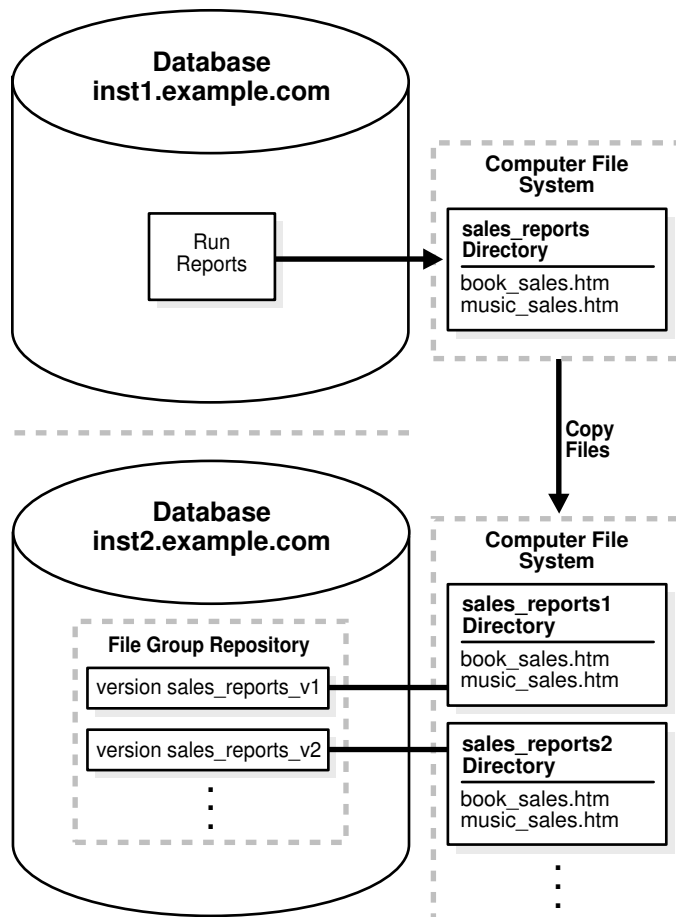 Database
inst1.example.com
Run
Reports
Computer File
System
sales_reports
Directory
book_sales.htm
music_sales.htm
Copy
Files
Database
inst2.example.com
File Group Repository
version sales_reports_v1
version sales_reports_v2
Computer File
System
sales_reports1
Directory
book_sales.htm
music_sales.htm
sales_reports2
Directory
book_sales.htm
music_sales.htm